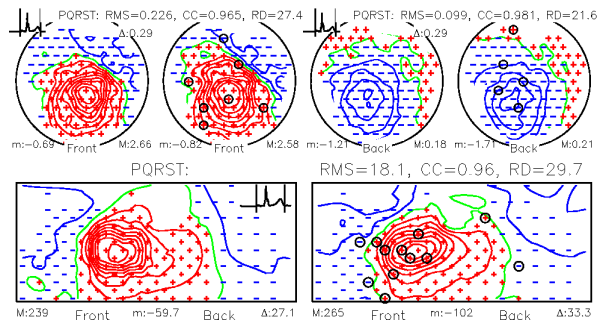 PQRST: RMS=0.226, CC=0.965, RD=27.4
Δ:0.29
m:-0.69 Front M:2.66 m:-0.82 Front M:2.58
PQRST: RMS=0.099, CC=0.981, RD=21.6
Δ:0.29
m:-1.21 Back M:0.18 m:-1.71 Back M:0.21
PQRST: RMS=18.1, CC=0.96, RD=29.7
M:239 Front m:-59.7 Back Δ:27.1
M:265 Front m:-102 Back Δ:33.3